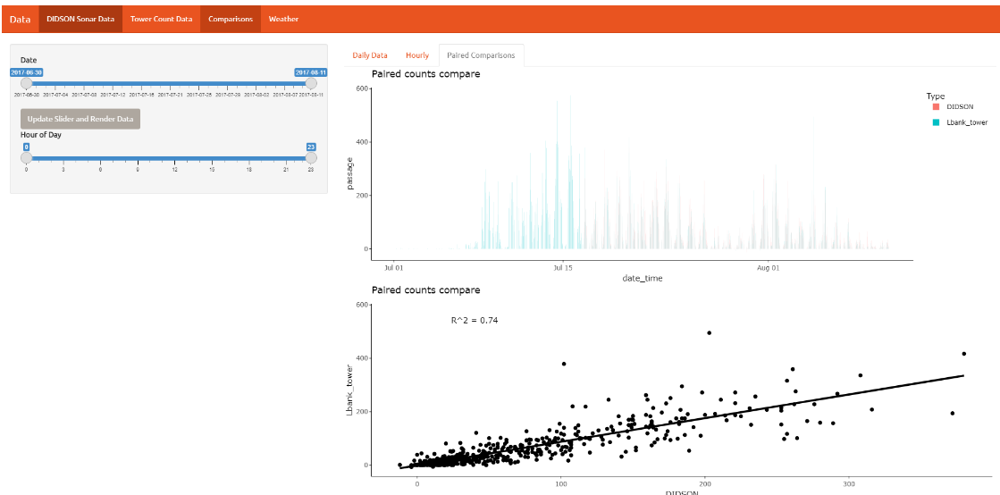 Data DIDSON Sonar Data Tower Count Data Comparisons Weather
Date
2017-06-30 2017-08-11
2017-06-30 2017-07-04 2017-07-08 2017-07-12 2017-07-16 2017-07-21 2017-07-25 2017-07-29 2017-08-02 2017-08-07 2017-08-11
Update Slider and Render Data
Hour of Day
0 23
0 3 6 9 12 15 18 21 23
Daily Data Hourly Paired Comparisons
Paired counts compare
600
400
200
0
passage
Jul 01 Jul 15 Aug 01
date_time
Type
DIDSON
Lbank_tower
Paired counts compare
R^2 = 0.74
600
400
200
0
Lbank_tower
0 100 200 300
DIDSON